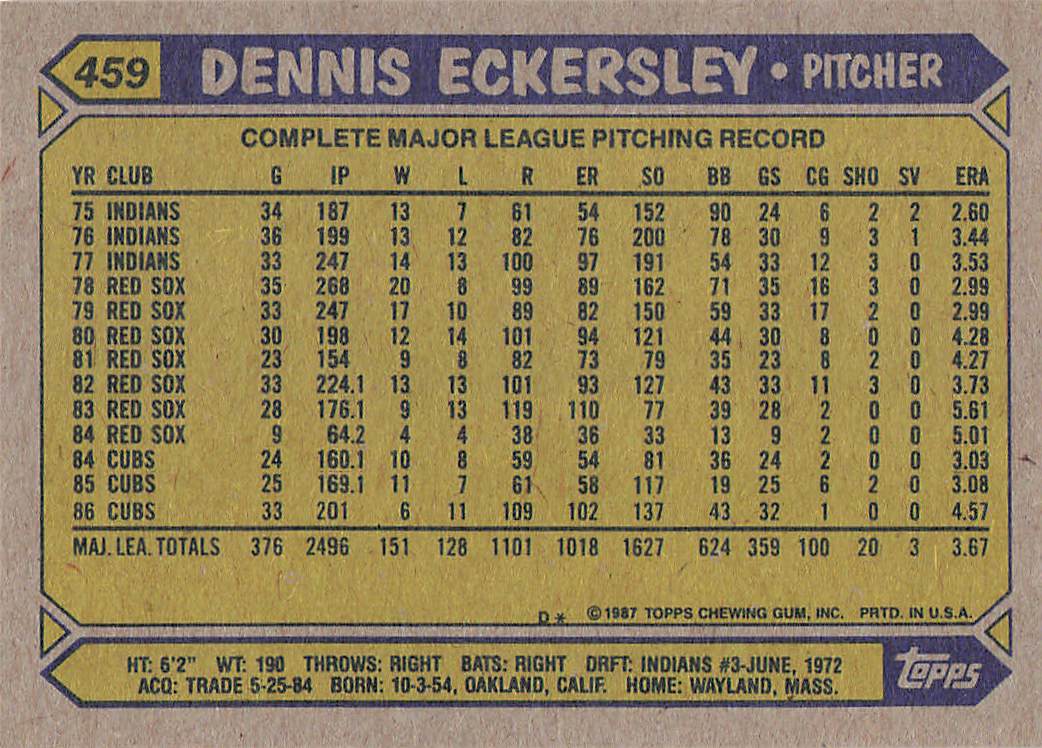 459 DENNIS ECKERSLEY • PITCHER
COMPLETE MAJOR LEAGUE PITCHING RECORD
YR CLUB G IP W L R ER SO BB GS CG SHO SV ERA
75 INDIANS 34 187 13 7 61 54 152 90 24 6 2 2 2.60
76 INDIANS 36 199 13 12 82 76 200 78 30 9 3 1 3.44
77 INDIANS 33 247 14 13 100 97 191 54 33 12 3 0 3.53
78 RED SOX 35 268 20 8 99 89 162 71 35 16 3 0 2.99
79 RED SOX 33 247 17 10 89 82 150 59 33 17 2 0 2.99
80 RED SOX 30 198 12 14 101 94 121 44 30 8 0 0 4.28
81 RED SOX 23 154 9 8 82 73 79 35 23 8 2 0 4.27
82 RED SOX 33 224.1 13 13 101 93 127 43 33 11 3 0 3.73
83 RED SOX 28 176.1 9 13 119 110 77 39 28 2 0 0 5.61
84 RED SOX 9 64.2 4 4 38 36 33 13 9 2 0 0 5.01
84 CUBS 24 160.1 10 8 59 54 81 36 24 2 0 0 3.03
85 CUBS 25 169.1 11 7 61 58 117 19 25 6 2 0 3.08
86 CUBS 33 201 6 11 109 102 137 43 32 1 0 0 4.57
MAJ. LEA. TOTALS 376 2496 151 128 1101 1018 1627 624 359 100 20 3 3.67
D* ©1987 TOPPS CHEWING GUM, INC. PRTD. IN U.S.A.
HT: 6'2" WT: 190 THROWS: RIGHT BATS: RIGHT DRFT: INDIANS #3-JUNE, 1972
ACQ: TRADE 5-25-84 BORN: 10-3-54, OAKLAND, CALIF. HOME: WAYLAND, MASS.
topps